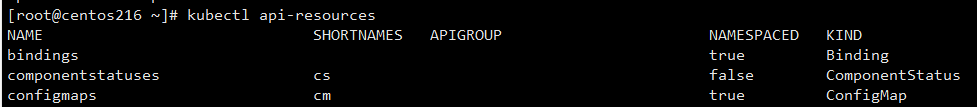 [root@centos216 ~]# kubectl api-resources
NAME SHORTNAMES APIGROUP NAMESPACED KIND
bindings true Binding
componentstatuses cs false ComponentStatus
configmaps cm true ConfigMap